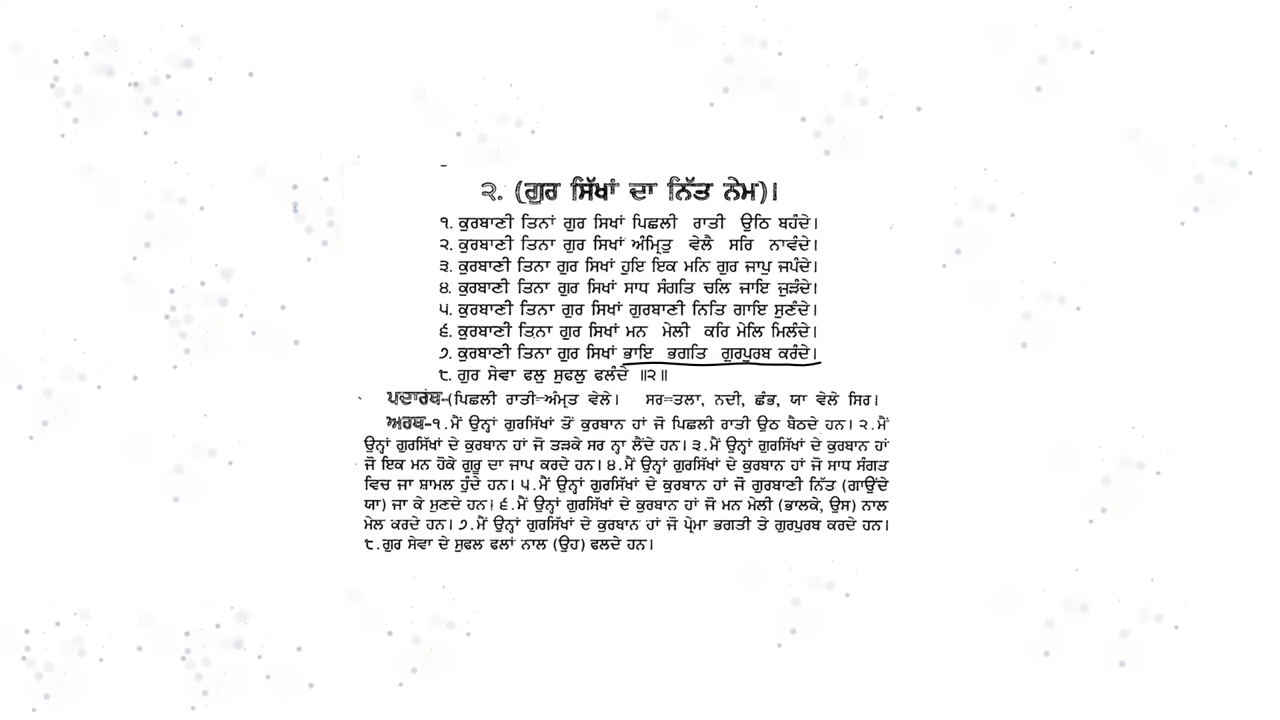 ੨. (ਗੁਰ ਸਿੱਖਾਂ ਦਾ ਨਿੱਤ ਨੇਮ)।
੧. ਕੁਰਬਾਣੀ ਤਿਨਾਂ ਗੁਰ ਸਿਖਾਂ ਪਿਛਲੀ ਰਾਤੀ ਉਠਿ ਬਹੰਦੇ।
੨. ਕੁਰਬਾਣੀ ਤਿਨਾ ਗੁਰ ਸਿਖਾਂ ਅੰਮ੍ਰਿਤੁ ਵੇਲੈ ਸਰਿ ਨਾਵੰਦੇ।
੩. ਕੁਰਬਾਣੀ ਤਿਨਾ ਗੁਰ ਸਿਖਾਂ ਹੁਇ ਇਕ ਮਨਿ ਗੁਰ ਜਾਪੁ ਜਪੰਦੇ।
੪. ਕੁਰਬਾਣੀ ਤਿਨਾ ਗੁਰ ਸਿਖਾਂ ਸਾਧ ਸੰਗਤਿ ਚਲਿ ਜਾਇ ਜੁੜੰਦੇ।
੫. ਕੁਰਬਾਣੀ ਤਿਨਾ ਗੁਰ ਸਿਖਾਂ ਗੁਰਬਾਣੀ ਨਿਤਿ ਗਾਇ ਸੁਣੰਦੇ।
੬. ਕੁਰਬਾਣੀ ਤਿਨਾ ਗੁਰ ਸਿਖਾਂ ਮਨ ਮੇਲੀ ਕਰਿ ਮੇਲਿ ਮਿਲੰਦੇ।
੭. ਕੁਰਬਾਣੀ ਤਿਨਾ ਗੁਰ ਸਿਖਾਂ ਭਾਇ ਭਗਤਿ ਗੁਰਪੁਰਬ ਕਰੰਦੇ।
੮. ਗੁਰ ਸੇਵਾ ਫਲੁ ਸੁਫਲੁ ਫਲੰਦੇ ॥੨॥
ਪਦਾਰਥ-(ਪਿਛਲੀ ਰਾਤੀ=ਅੰਮ੍ਰਤ ਵੇਲੇ। ਸਰ=ਤਲਾ, ਨਦੀ, ਛੰਭ, ਯਾ ਵੇਲੇ ਸਿਰ।
ਅਰਥ-੧.ਮੈਂ ਉਨ੍ਹਾਂ ਗੁਰਸਿੱਖਾਂ ਤੋਂ ਕੁਰਬਾਨ ਹਾਂ ਜੋ ਪਿਛਲੀ ਰਾਤੀ ਉਠ ਬੈਠਦੇ ਹਨ। ੨.ਮੈਂ
ਉਨ੍ਹਾਂ ਗੁਰਸਿੱਖਾਂ ਦੇ ਕੁਰਬਾਨ ਹਾਂ ਜੋ ਤੜਕੇ ਸਰ ਨ੍ਹਾ ਲੈਂਦੇ ਹਨ। ੩.ਮੈਂ ਉਨ੍ਹਾਂ ਗੁਰਸਿੱਖਾਂ ਦੇ ਕੁਰਬਾਨ ਹਾਂ
ਜੋ ਇਕ ਮਨ ਹੋਕੇ ਗੁਰੂ ਦਾ ਜਾਪ ਕਰਦੇ ਹਨ। ੪.ਮੈਂ ਉਨ੍ਹਾਂ ਗੁਰਸਿੱਖਾਂ ਦੇ ਕੁਰਬਾਨ ਹਾਂ ਜੋ ਸਾਧ ਸੰਗਤ
ਵਿਚ ਜਾ ਸ਼ਾਮਲ ਹੁੰਦੇ ਹਨ। ੫.ਮੈਂ ਉਨ੍ਹਾਂ ਗੁਰਸਿੱਖਾਂ ਦੇ ਕੁਰਬਾਨ ਹਾਂ ਜੋ ਗੁਰਬਾਣੀ ਨਿੱਤ (ਗਾਉਂਦੇ
ਯਾ) ਜਾ ਕੇ ਸੁਣਦੇ ਹਨ। ੬.ਮੈਂ ਉਨ੍ਹਾਂ ਗੁਰਸਿੱਖਾਂ ਦੇ ਕੁਰਬਾਨ ਹਾਂ ਜੋ ਮਨ ਮੇਲੀ (ਭਾਲਕੇ, ਉਸ) ਨਾਲ
ਮੇਲ ਕਰਦੇ ਹਨ। ੭.ਮੈਂ ਉਨ੍ਹਾਂ ਗੁਰਸਿੱਖਾਂ ਦੇ ਕੁਰਬਾਨ ਹਾਂ ਜੋ ਪ੍ਰੇਮਾ ਭਗਤੀ ਤੇ ਗੁਰਪੁਰਬ ਕਰਦੇ ਹਨ।
੮.ਗੁਰ ਸੇਵਾ ਦੇ ਸੁਫਲ ਫਲਾਂ ਨਾਲ (ਉਹ) ਫਲਦੇ ਹਨ।